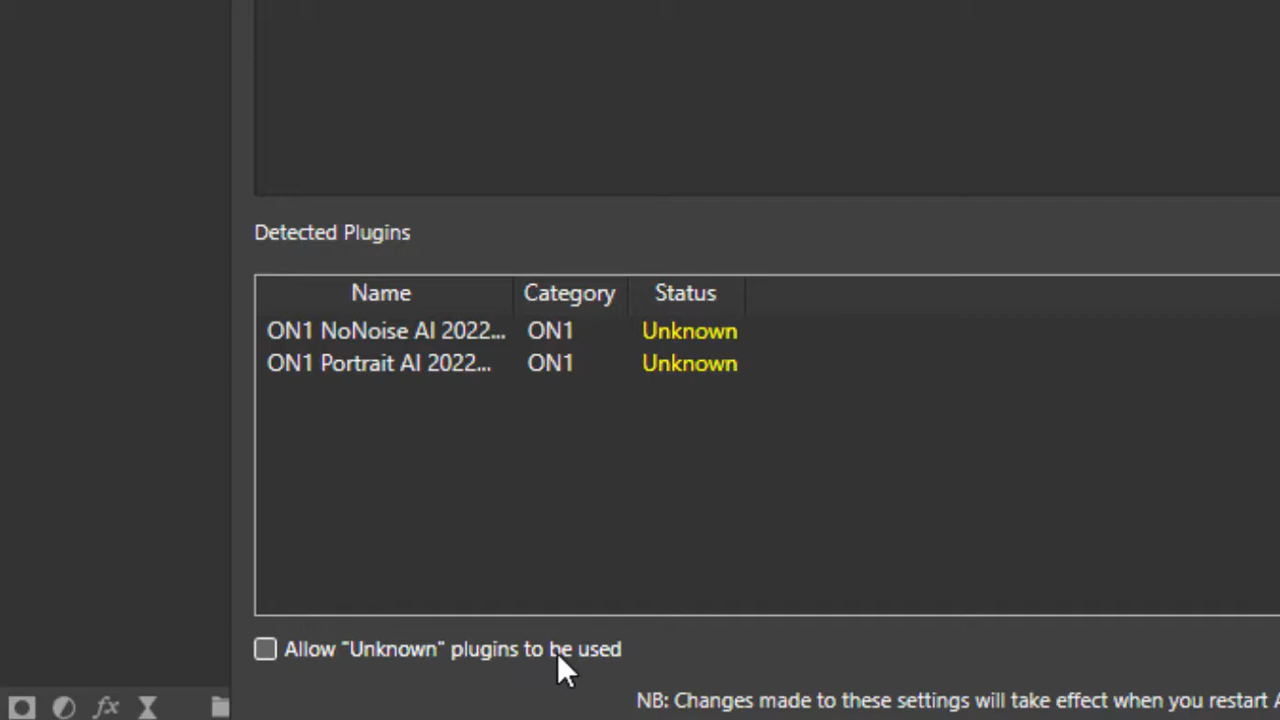 Detected Plugins
Name Category Status
ON1 NoNoise AI 2022... ON1 Unknown
ON1 Portrait AI 2022... ON1 Unknown
Allow "Unknown" plugins to be used
NB: Changes made to these settings will take effect when you restart
fx